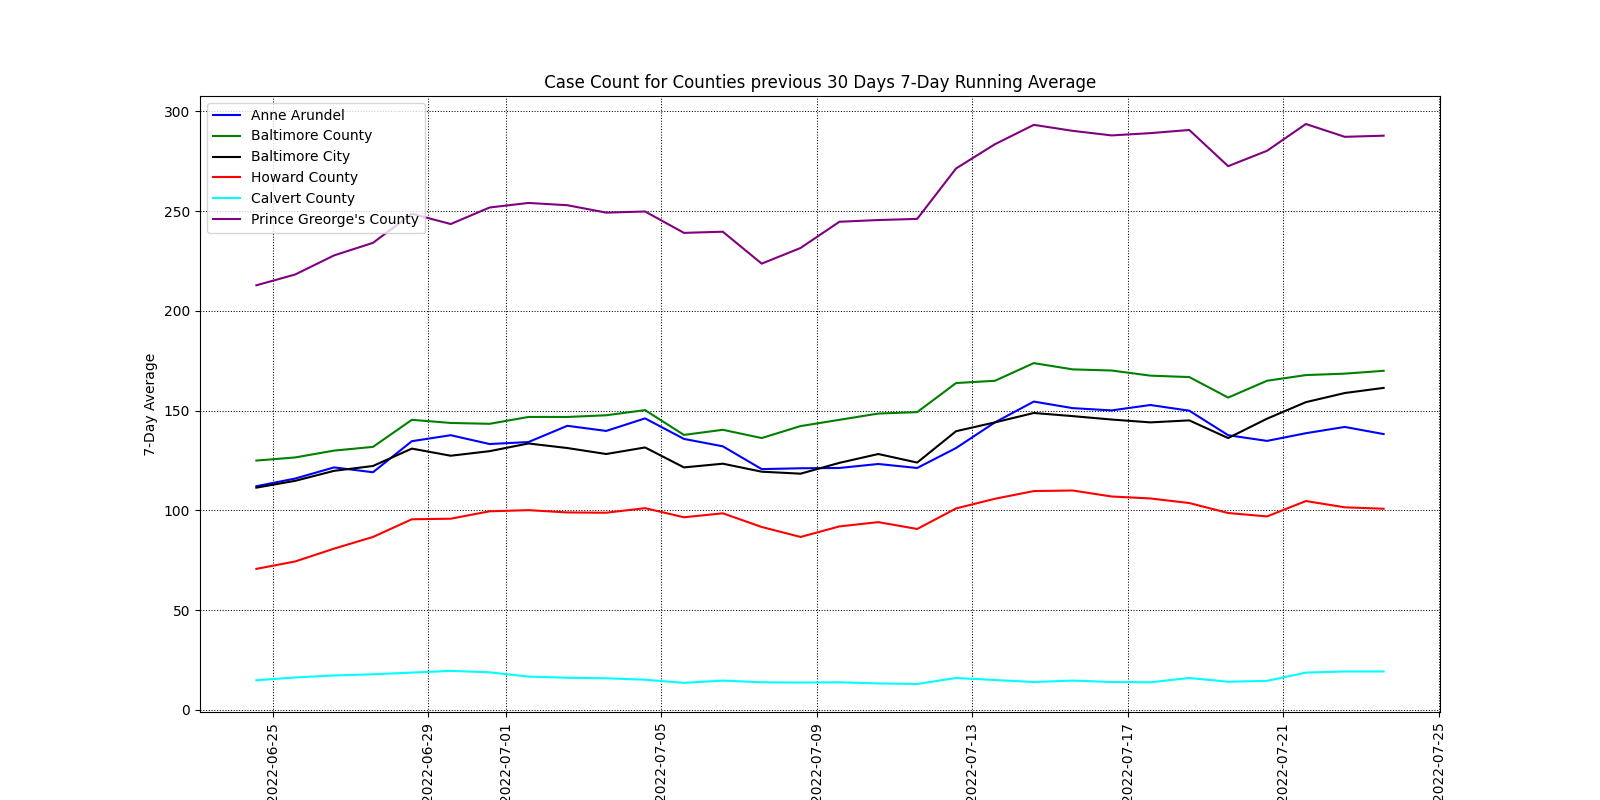 Case Count for Counties previous 30 Days 7-Day Running Average
300
250
200
150
100
50
0
7-Day Average
Anne Arundel
Baltimore County
Baltimore City
Howard County
Calvert County
Prince Greorge's County
2022-06-25
2022-06-29
2022-07-01
2022-07-05
2022-07-09
2022-07-13
2022-07-17
2022-07-21
2022-07-25